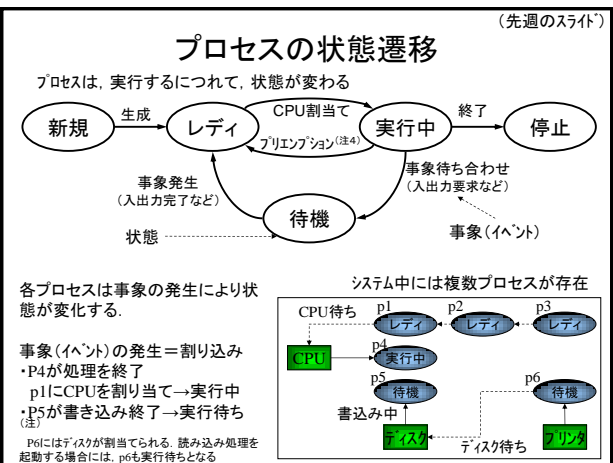 (先週のスライド)
プロセスの状態遷移
プロセスは，実行するにつれて，状態が変わる
新規
生成
レディ
CPU割当て
プリエンプション(注4)
実行中
終了
停止
事象発生
(入出力完了など)
待機
事象待ち合わせ
(入出力要求など)
状態
事象(イベント)
各プロセスは事象の発生により状
態が変化する.
事象(イベント)の発生＝割り込み
・P4が処理を終了
p1にCPUを割り当て→実行中
・P5が書き込み終了→実行待ち
(注)
P6にはディスクが割当てられる. 読み込み処理を
起動する場合には, p6も実行待ちとなる
システム中には複数プロセスが存在
CPU待ち
p1
レディ
p2
レディ
p3
レディ
CPU
p4
実行中
p5
待機
p6
待機
書込み中
ディスク
ディスク待ち
プリンタ